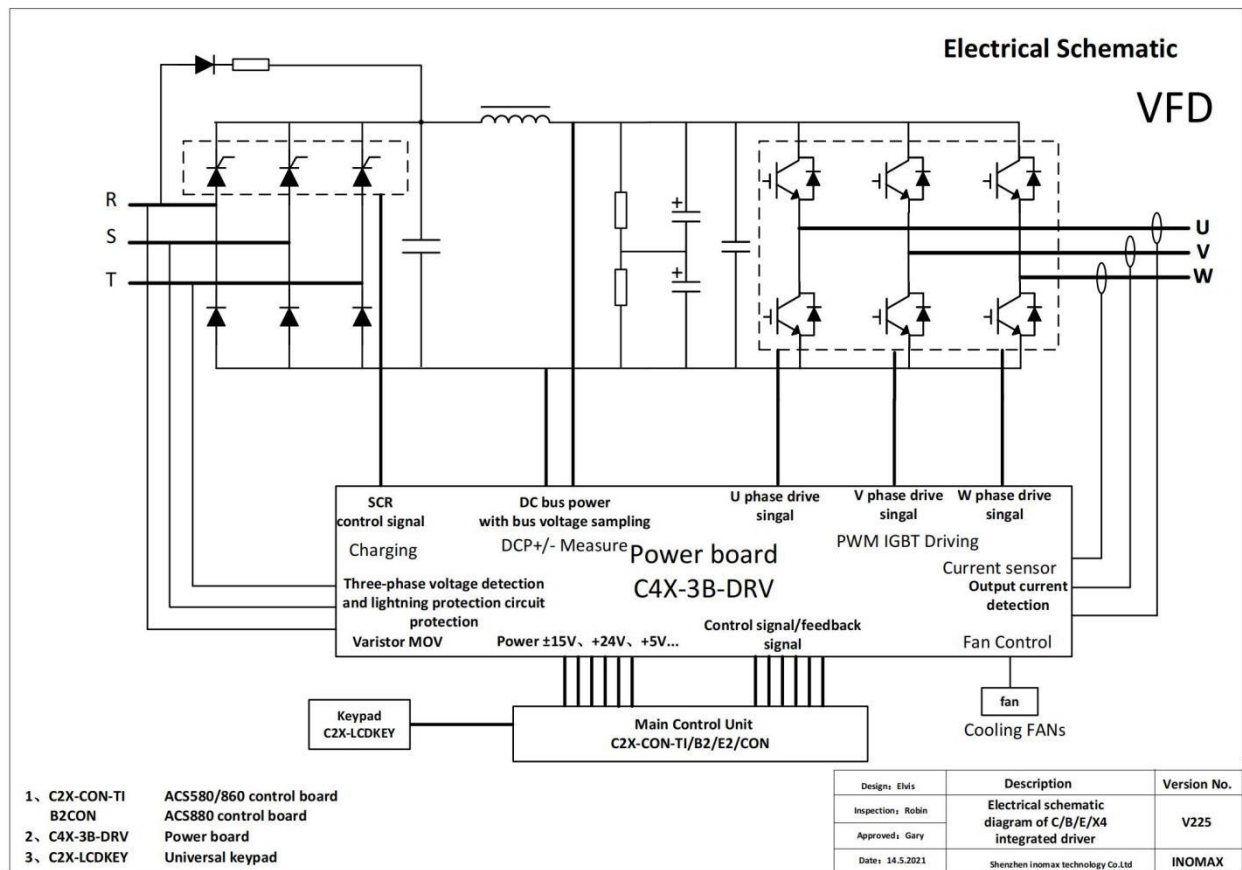 Electrical Schematic
VFD
R
S
T
+
+
U
V
W
SCR
control signal
Charging
DC bus power
with bus voltage sampling
DCP+/- Measure
U phase drive
singal
V phase drive
singal
W phase drive
singal
PWM IGBT Driving
Power board
C4X-3B-DRV
Current sensor
Output current
detection
Three-phase voltage detection
and lightning protection circuit
protection
Varistor MOV
Power ±15V、+24V、+5V...
Control signal/feedback
signal
Fan Control
Keypad
C2X-LCDKEY
Main Control Unit
C2X-CON-TI/B2/E2/CON
fan
Cooling FANs
1、C2X-CON-TI ACS580/860 control board
B2CON ACS880 control board
2、C4X-3B-DRV Power board
3、C2X-LCDKEY Universal keypad
Design: Elvis
Description
Version No.
Inspection: Robin
Approved: Gary
Electrical schematic
diagram of C/B/E/X4
integrated driver
V225
Date: 14.5.2021
Shenzhen inomax technology Co.Ltd
INOMAX